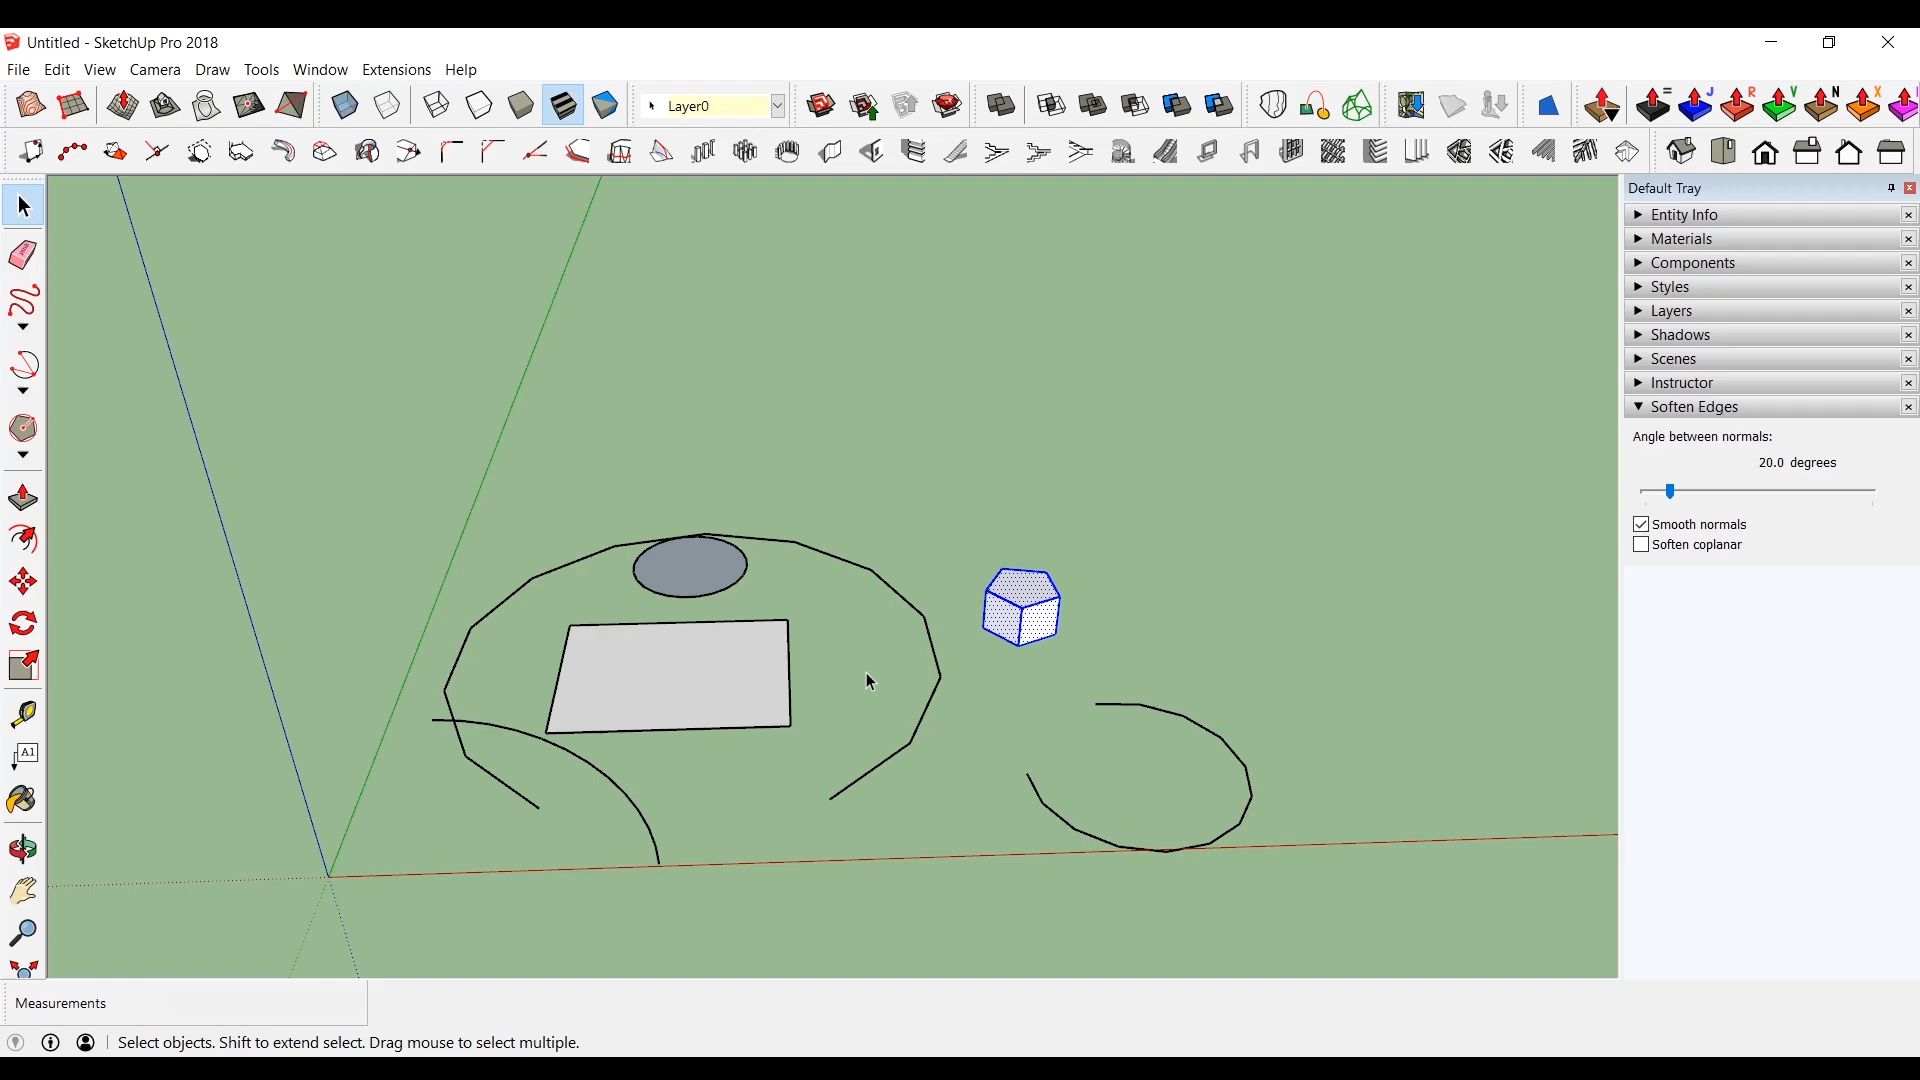 Untitled - SketchUp Pro 2018
File Edit View Camera Draw Tools Window Extensions Help
Layer0
= J R V N X
Default Tray
Entity Info
Materials
Components
Styles
Layers
Shadows
Scenes
Instructor
Soften Edges
Angle between normals:
20.0 degrees
Smooth normals
Soften coplanar
A1
Measurements
Select objects. Shift to extend select. Drag mouse to select multiple.